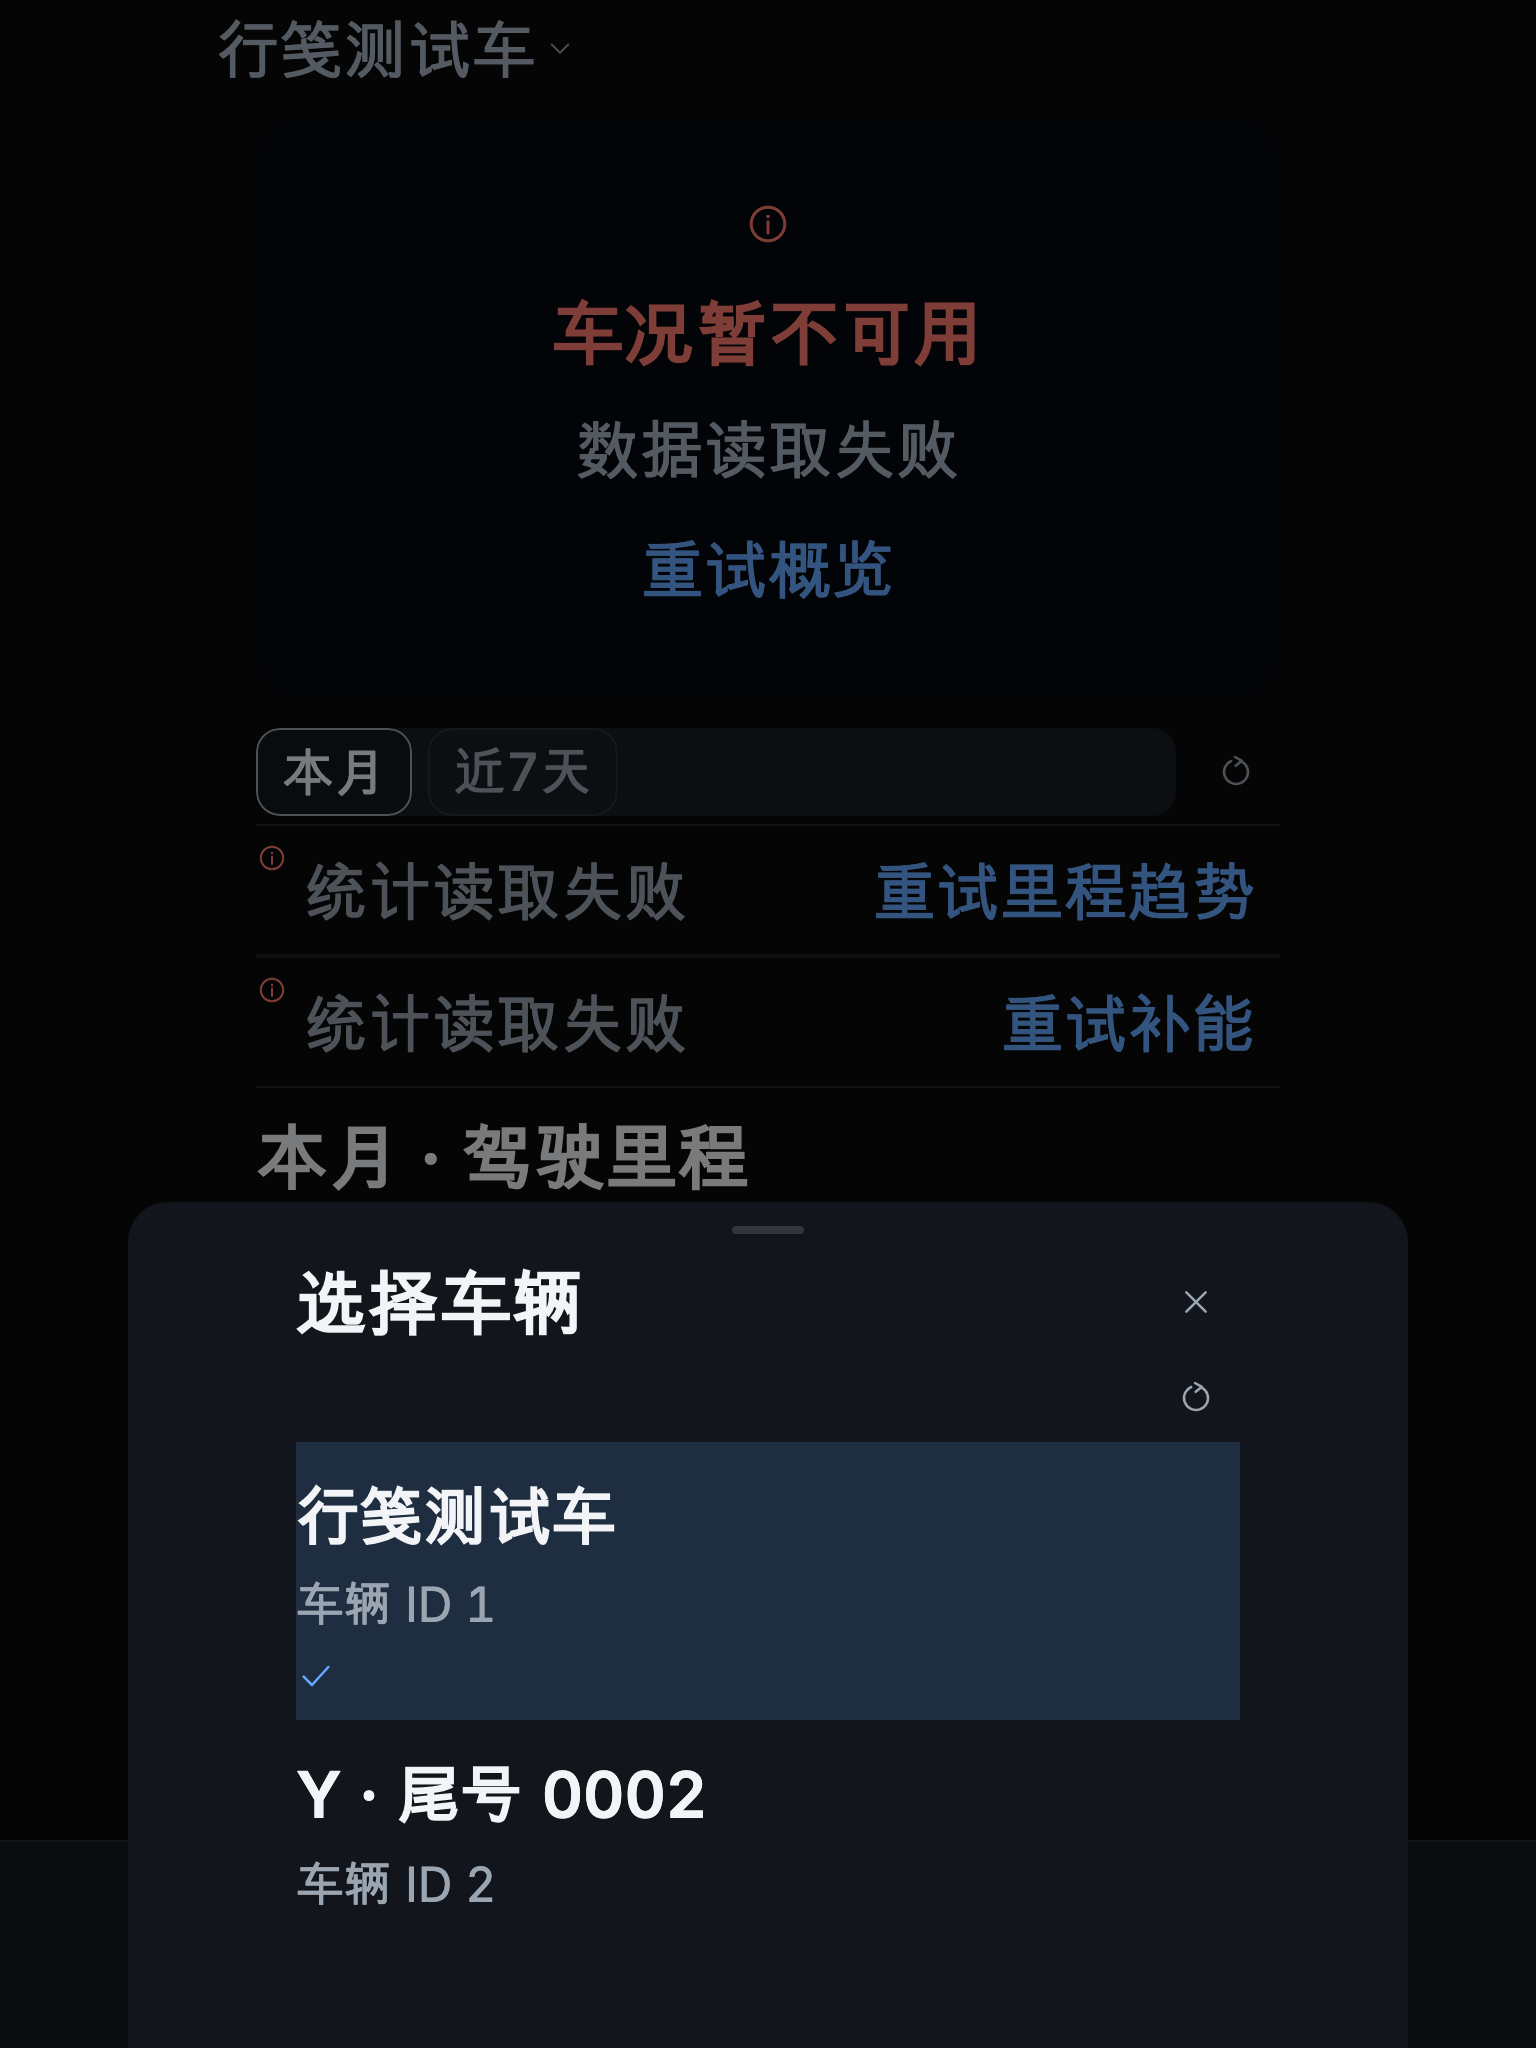 行笺测试车
车况暂不可用
数据读取失败
重试概览
本月 近7天
统计读取失败 重试里程趋势
统计读取失败 重试补能
本月 · 驾驶里程
选择车辆
行笺测试车
车辆 ID 1
Y · 尾号 0002
车辆 ID 2